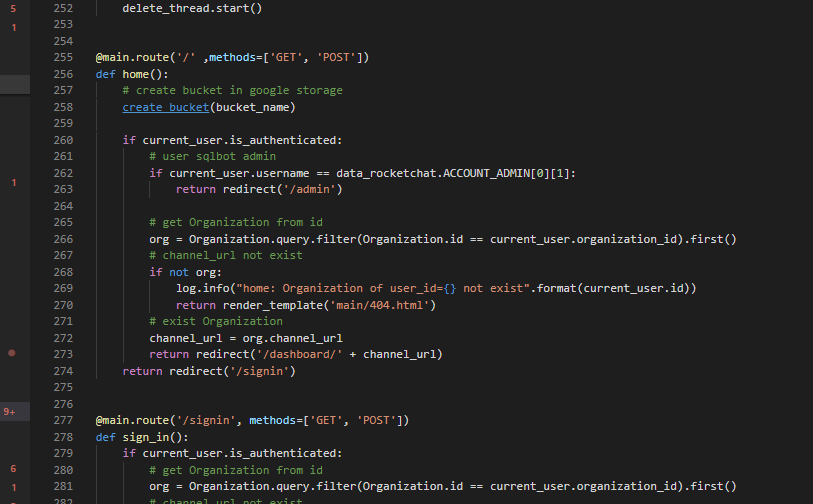 5 252 delete_thread.start()
1 253
254
255 @main.route('/' ,methods=['GET', 'POST'])
256 def home():
257 # create bucket in google storage
258 create_bucket(bucket_name)
259
260 if current_user.is_authenticated:
261 # user sqlbot admin
1 262 if current_user.username == data_rocketchat.ACCOUNT_ADMIN[0][1]:
263 return redirect('/admin')
264
265 # get Organization from id
266 org = Organization.query.filter(Organization.id == current_user.organization_id).first()
267 # channel_url not exist
268 if not org:
269 log.info("home: Organization of user_id={} not exist".format(current_user.id))
270 return render_template('main/404.html')
271 # exist Organization
272 channel_url = org.channel_url
273 return redirect('/dashboard/' + channel_url)
274 return redirect('/signin')
275
9+ 276
277 @main.route('/signin', methods=['GET', 'POST'])
278 def sign_in():
279 if current_user.is_authenticated:
6 280 # get Organization from id
1 281 org = Organization.query.filter(Organization.id == current_user.organization_id).first()
282 # channel_url not exist